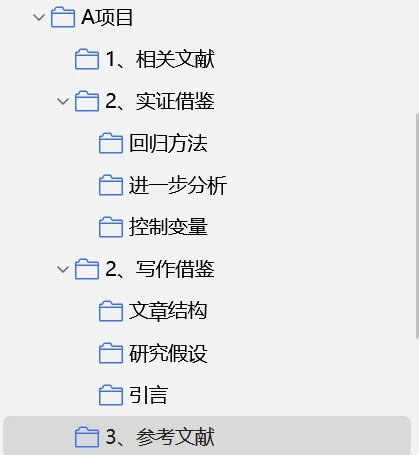 A项目
1、相关文献
2、实证借鉴
回归方法
进一步分析
控制变量
2、写作借鉴
文章结构
研究假设
引言
3、参考文献